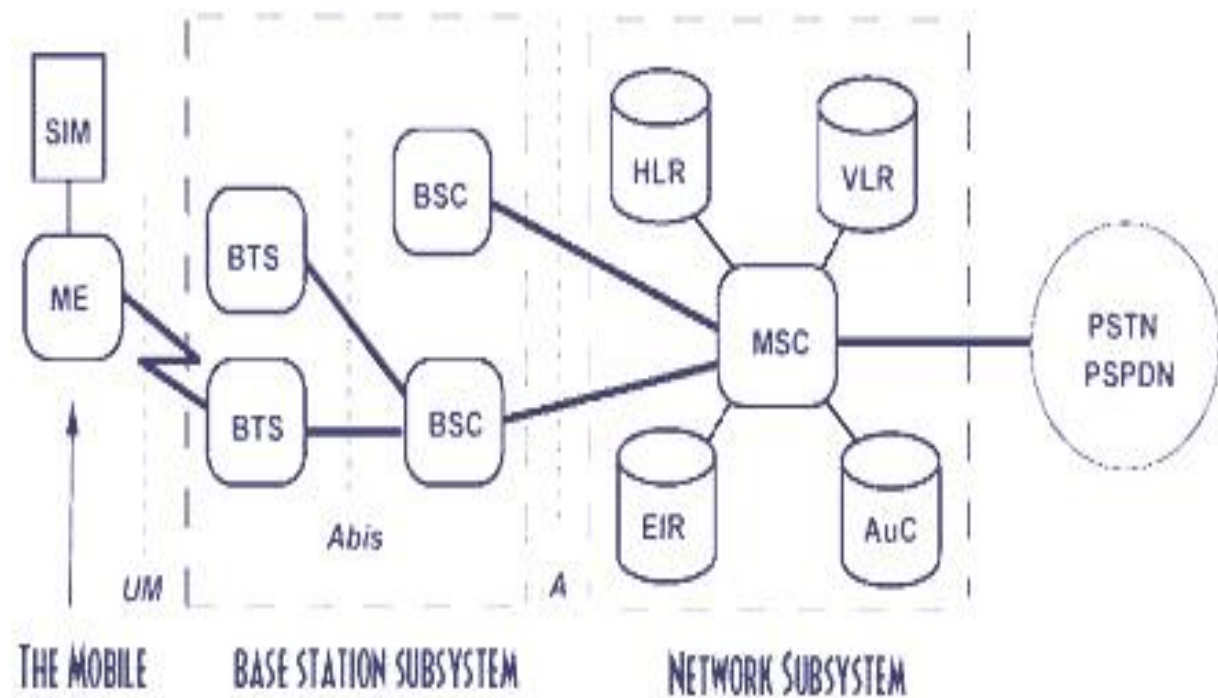 SIM
ME
BTS
BTS
BSC
BSC
HLR
VLR
MSC
EIR
AuC
PSTN
PSPDN
UM
Abis
A
THE MOBILE
BASE STATION SUBSYSTEM
NETWORK SUBSYSTEM